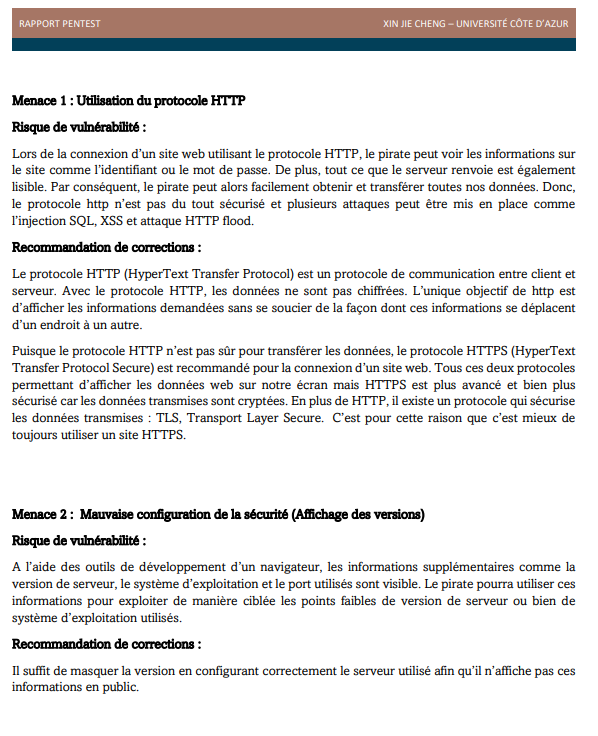 RAPPORT PENTEST
XIN JIE CHENG – UNIVERSITÉ CÔTE D'AZUR
Menace 1 : Utilisation du protocole HTTP
Risque de vulnérabilité :
Lors de la connexion d'un site web utilisant le protocole HTTP, le pirate peut voir les informations sur
le site comme l'identifiant ou le mot de passe. De plus, tout ce que le serveur renvoie est également
lisible. Par conséquent, le pirate peut alors facilement obtenir et transférer toutes nos données. Donc,
le protocole http n'est pas du tout sécurisé et plusieurs attaques peut être mis en place comme
l'injection SQL, XSS et attaque HTTP flood.
Recommandation de corrections :
Le protocole HTTP (HyperText Transfer Protocol) est un protocole de communication entre client et
serveur. Avec le protocole HTTP, les données ne sont pas chiffrées. L'unique objectif de http est
d'afficher les informations demandées sans se soucier de la façon dont ces informations se déplacent
d'un endroit à un autre.
Puisque le protocole HTTP n'est pas sûr pour transférer les données, le protocole HTTPS (HyperText
Transfer Protocol Secure) est recommandé pour la connexion d'un site web. Tous ces deux protocoles
permettant d'afficher les données web sur notre écran mais HTTPS est plus avancé et bien plus
sécurisé car les données transmises sont cryptées. En plus de HTTP, il existe un protocole qui sécurise
les données transmises : TLS, Transport Layer Secure. C'est pour cette raison que c'est mieux de
toujours utiliser un site HTTPS.
Menace 2 : Mauvaise configuration de la sécurité (Affichage des versions)
Risque de vulnérabilité :
A l'aide des outils de développement d'un navigateur, les informations supplémentaires comme la
version de serveur, le système d'exploitation et le port utilisés sont visible. Le pirate pourra utiliser ces
informations pour exploiter de manière ciblée les points faibles de version de serveur ou bien de
système d'exploitation utilisés.
Recommandation de corrections :
Il suffit de masquer la version en configurant correctement le serveur utilisé afin qu'il n'affiche pas ces
informations en public.